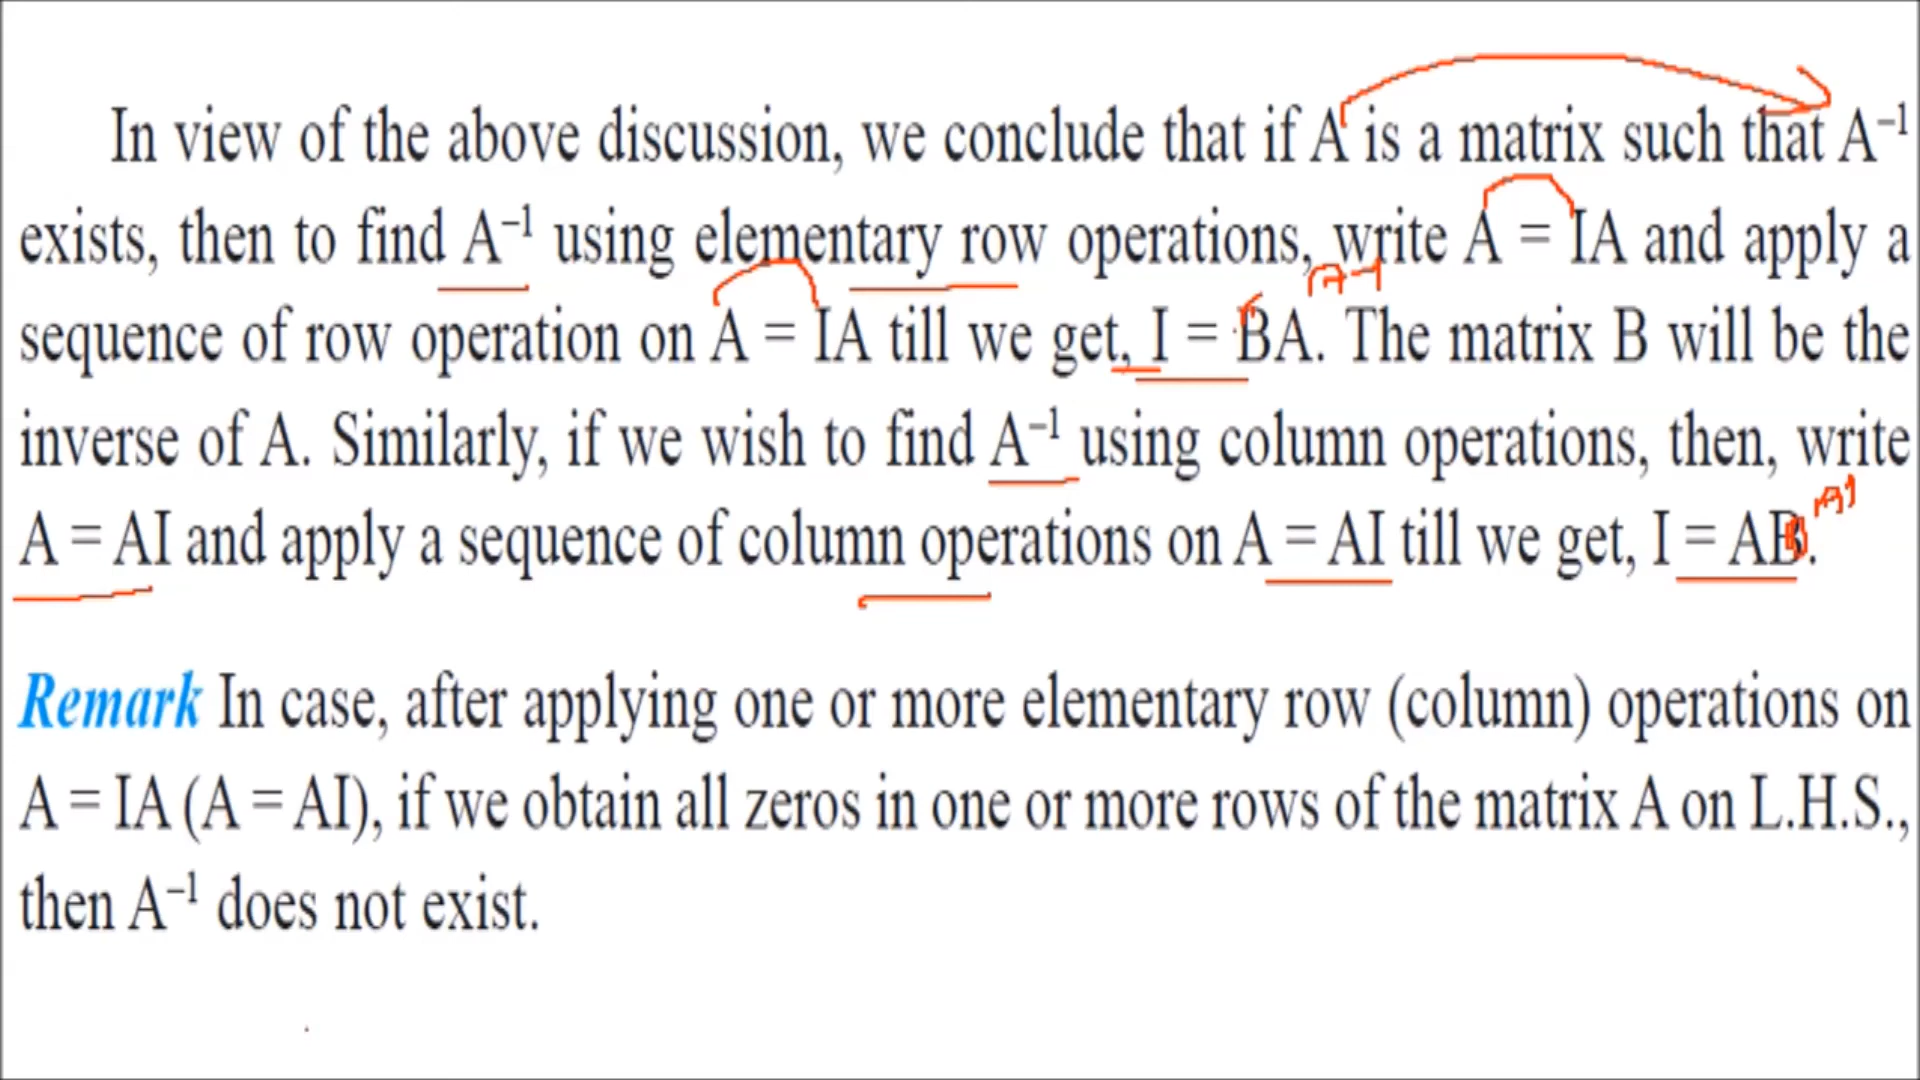 In view of the above discussion, we conclude that if A is a matrix such that A⁻¹
exists, then to find A⁻¹ using elementary row operations, write A = IA and apply a
A⁻¹
sequence of row operation on A = IA till we get, I = BA. The matrix B will be the
inverse of A. Similarly, if we wish to find A⁻¹ using column operations, then, write
A = AI and apply a sequence of column operations on A = AI till we get, I = AB.
Remark In case, after applying one or more elementary row (column) operations on
A = IA (A = AI), if we obtain all zeros in one or more rows of the matrix A on L.H.S.,
then A⁻¹ does not exist.